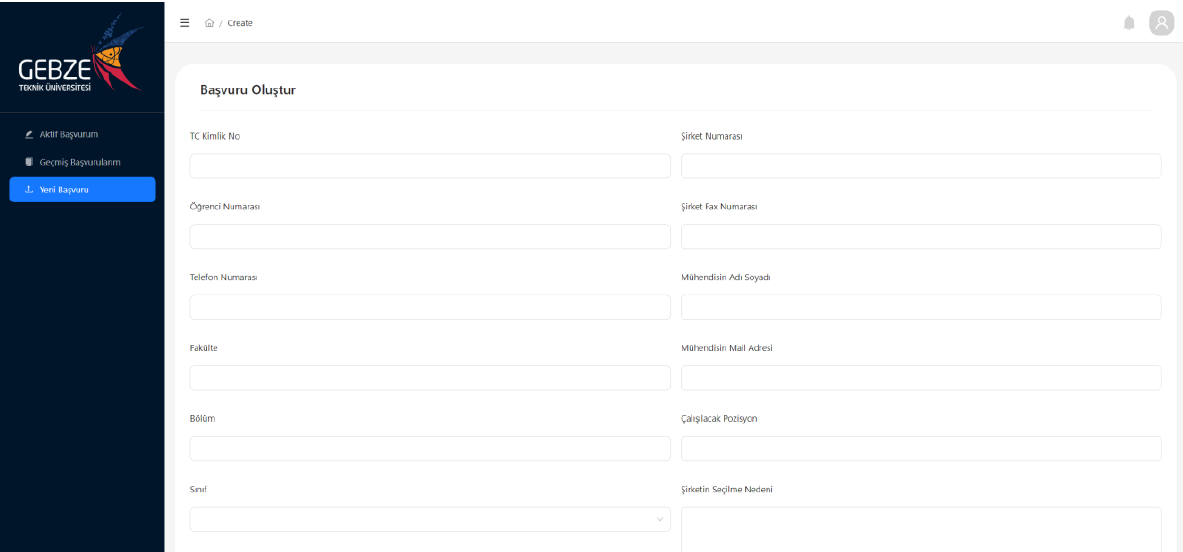 GEBZE
TEKNİK ÜNİVERSİTESİ
Aktif Başvurum
Geçmiş Başvurularım
Yeni Başvuru
/ Create
Başvuru Oluştur
TC Kimlik No
Öğrenci Numarası
Telefon Numarası
Fakülte
Bölüm
Sınıf
Şirket Numarası
Şirket Fax Numarası
Mühendisin Adı Soyadı
Mühendisin Mail Adresi
Çalışılacak Pozisyon
Şirketin Seçilme Nedeni